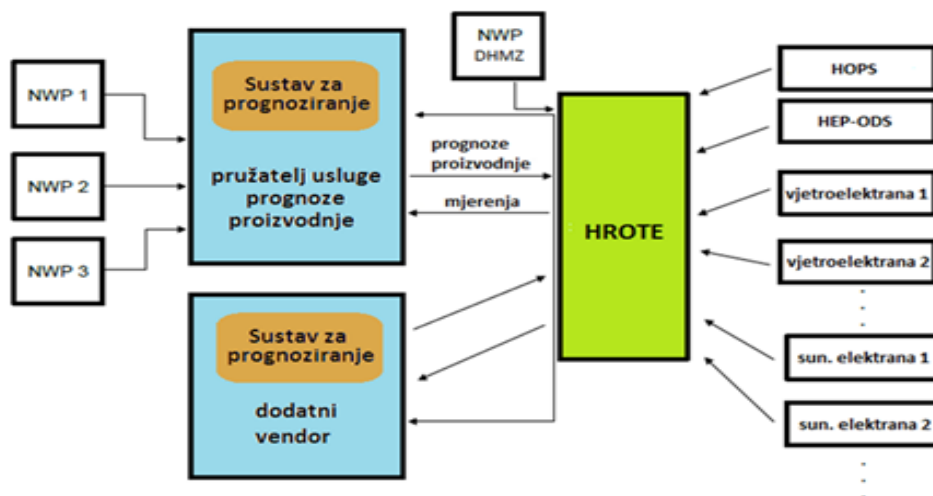 NWP 1
NWP 2
NWP 3
Sustav za
prognoziranje
pružatelj usluge
prognoze
proizvodnje
Sustav za
prognoziranje
dodatni
vendor
NWP
DHMZ
prognoze
proizvodnje
mjerenja
HROTE
HOPS
HEP-ODS
vjetroelektrana 1
vjetroelektrana 2
sun. elektrana 1
sun. elektrana 2